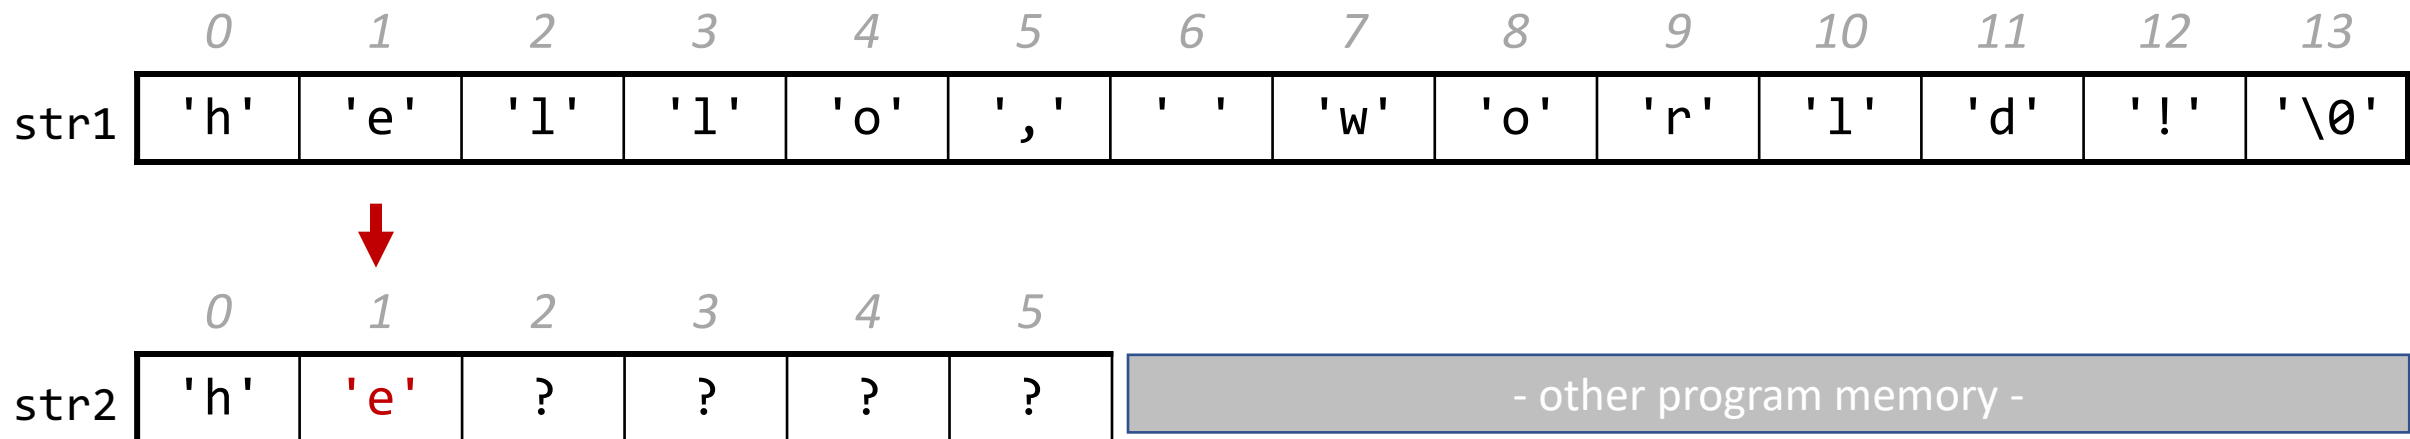 0 1 2 3 4 5 6 7 8 9 10 11 12 13
str1 'h' 'e' 'l' 'l' 'o' ',' ' ' 'w' 'o' 'r' 'l' 'd' '!' '\0'
0 1 2 3 4 5
str2 'h' 'e' ? ? ? ? - other program memory -